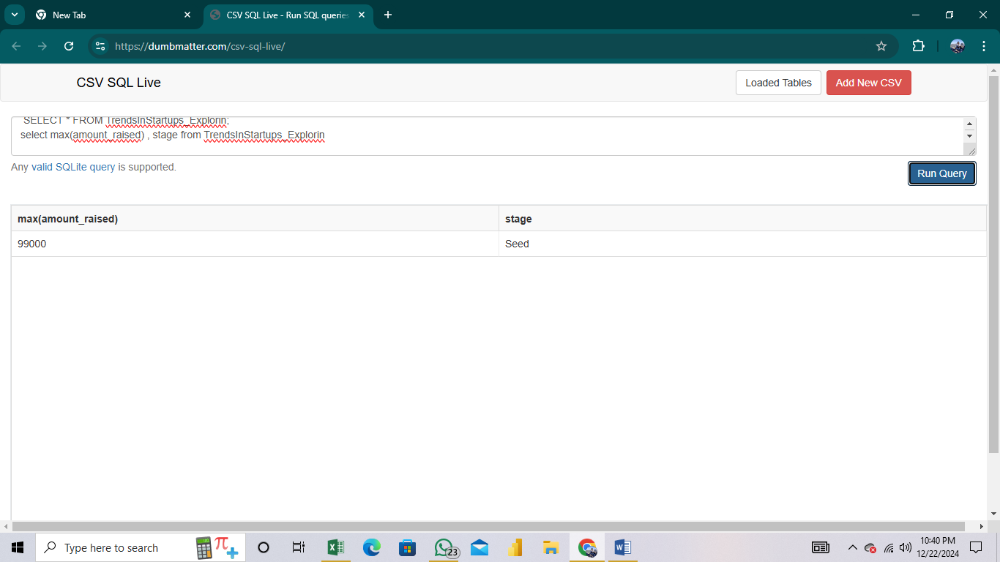 New Tab
CSV SQL Live - Run SQL queries
https://dumbmatter.com/csv-sql-live/
CSV SQL Live
Loaded Tables
Add New CSV
SELECT * FROM TrendsInStartups_Explorin;
select max(amount_raised) , stage from TrendsInStartups_Explorin
Any valid SQLite query is supported.
Run Query
max(amount_raised) stage
99000 Seed
Type here to search
23
10:40 PM
12/22/2024